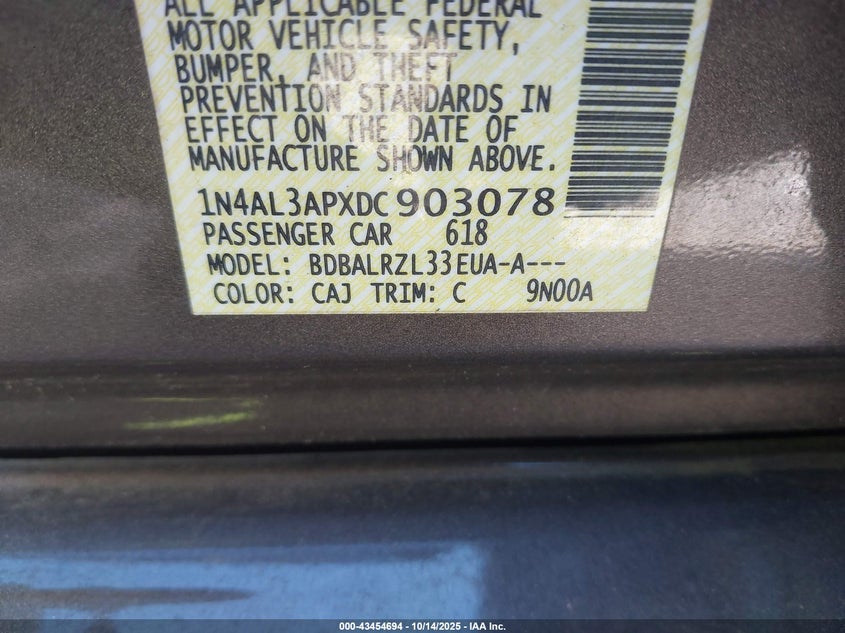 ALL APPLICABLE FEDERAL
MOTOR VEHICLE SAFETY,
BUMPER, AND THEFT
PREVENTION STANDARDS IN
EFFECT ON THE DATE OF
MANUFACTURE SHOWN ABOVE.
1N4AL3APXDC903078
PASSENGER CAR 618
MODEL: BDBALRZL33EUA-A---
COLOR: CAJ TRIM: C 9N00A
000-43454694 | 10/14/2025 | IAA Inc.